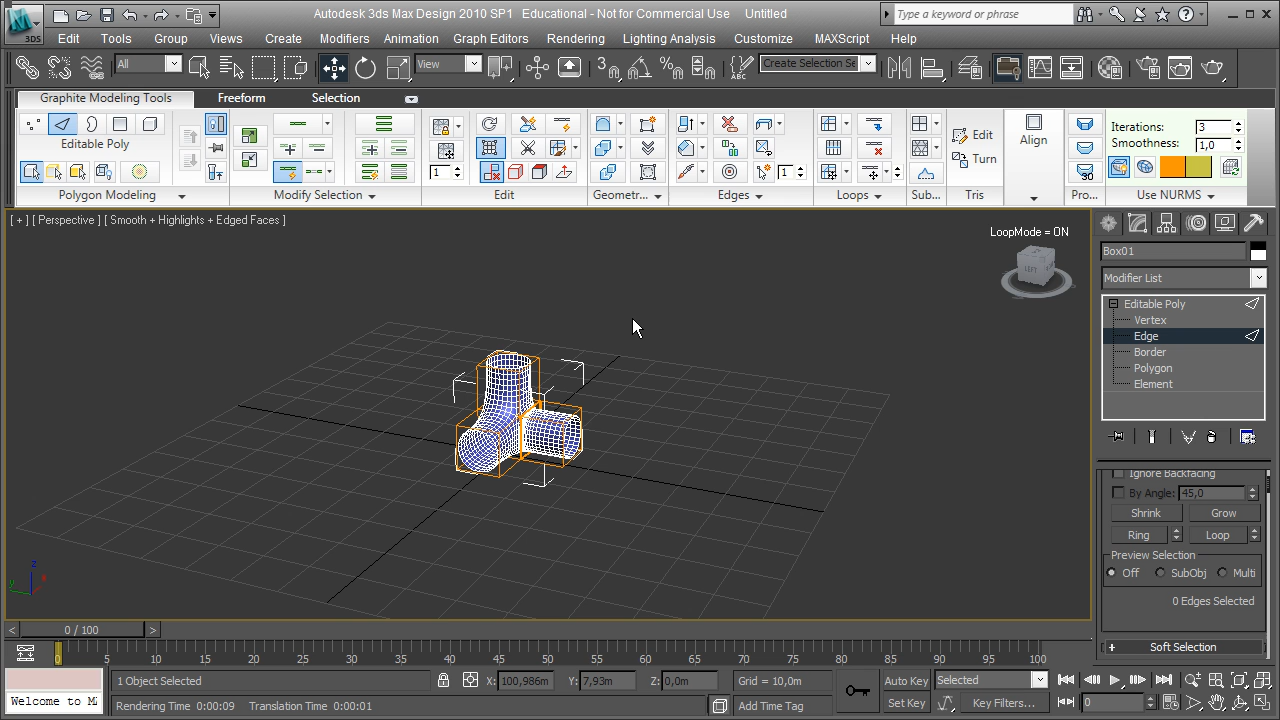 Autodesk 3ds Max Design 2010 SP1 Educational - Not for Commercial Use Untitled
Type a keyword or phrase
3DS
Edit Tools Group Views Create Modifiers Animation Graph Editors Rendering Lighting Analysis Customize MAXScript Help
All View Create Selection Se
Graphite Modeling Tools Freeform Selection
Editable Poly
1
1
Edit
Turn
Align
Iterations: 3
Smoothness: 1,0
Polygon Modeling Modify Selection Edit Geometr... Edges Loops Sub... Tris Pro... Use NURMS
[ + ] [ Perspective ] [ Smooth + Highlights + Edged Faces ]
LoopMode = ON
LEFT
Box01
Modifier List
Editable Poly
Vertex
Edge
Border
Polygon
Element
Ignore Backfacing
By Angle: 45,0
Shrink Grow
Ring Loop
Preview Selection
Off SubObj Multi
0 Edges Selected
Soft Selection
z
x
y
0 / 100
0 5 10 15 20 25 30 35 40 45 50 55 60 65 70 75 80 85 90 95 100
1 Object Selected X: 100,986m Y: 7,93m Z: 0,0m Grid = 10,0m Auto Key Selected
Welcome to M Rendering Time 0:00:09 Translation Time 0:00:01 Add Time Tag Set Key Key Filters... 0